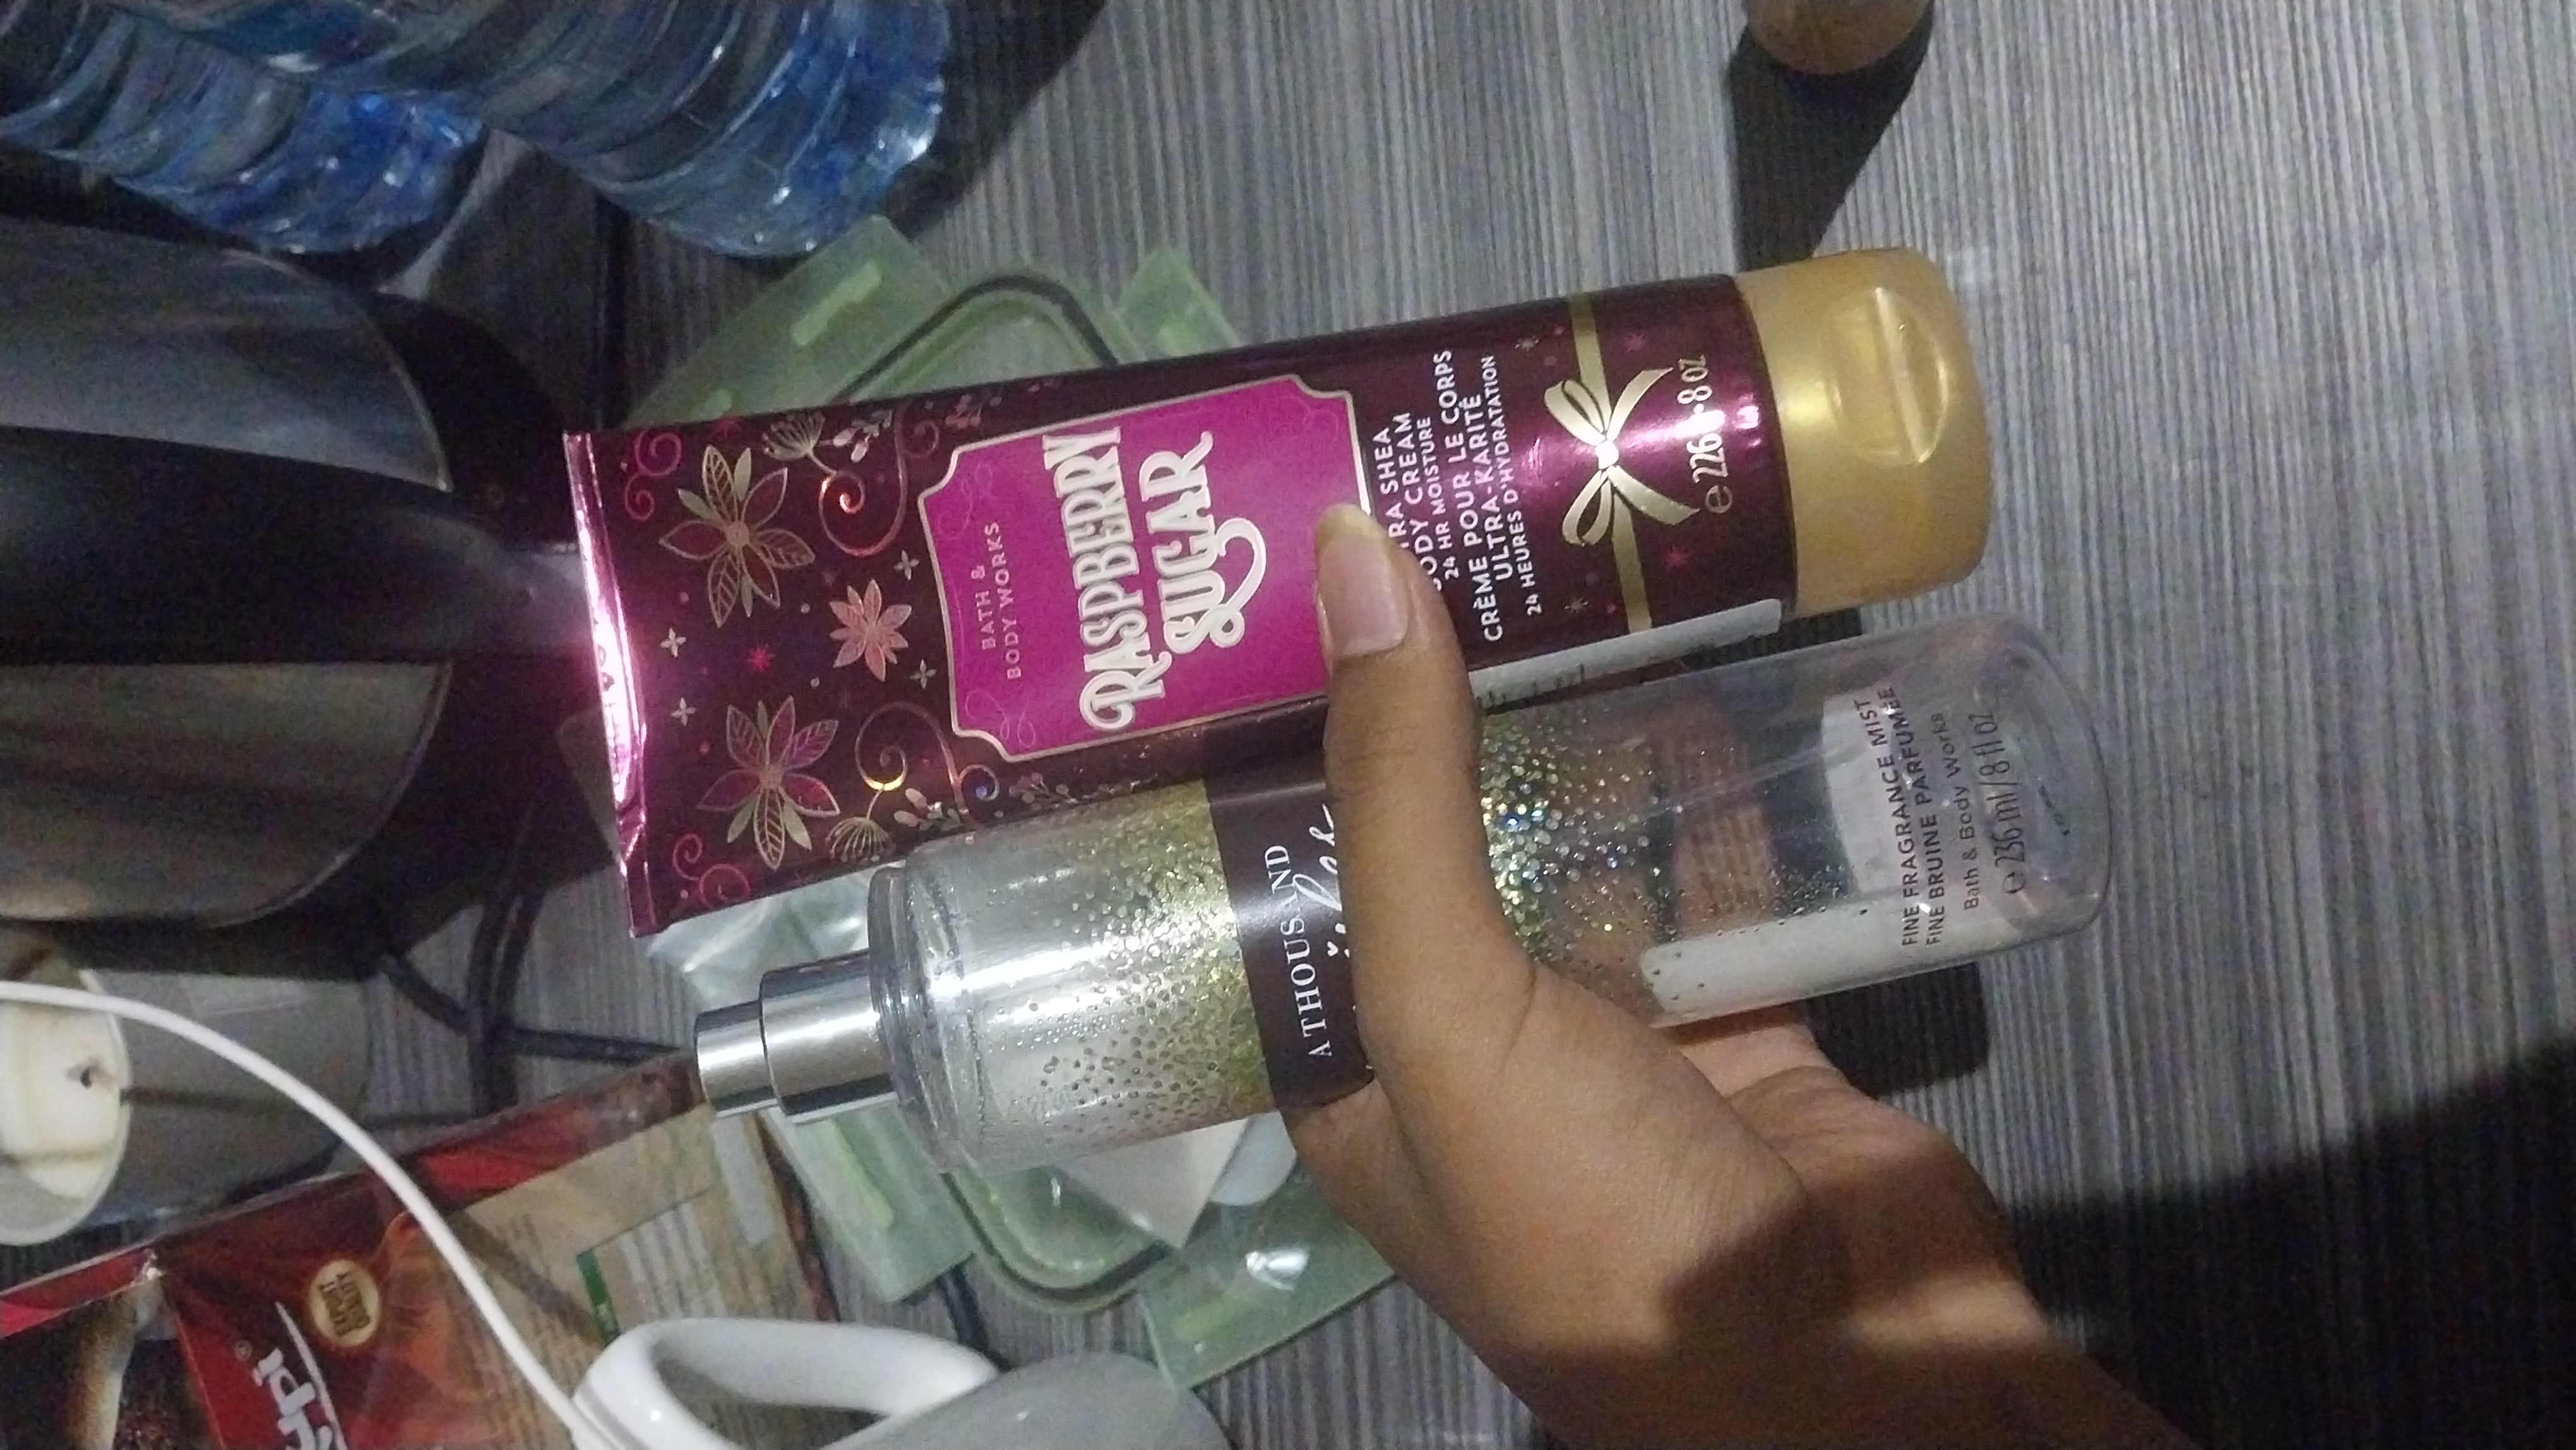 EXPORT
QUALITY
A THOUSAND
FINE FRAGRANCE MIST
FINE BRUINE PARFUMÉE
Bath & Body Works
e 236 ml / 8 fl oz
BATH &
BODY WORKS
RASPBERRY
SUGAR
SHEA
BODY CREAM
24 HR MOISTURE
CRÈME POUR LE CORPS
ULTRA-KARITÉ
24 HEURES D'HYDRATATION
e 226 • 8 oz